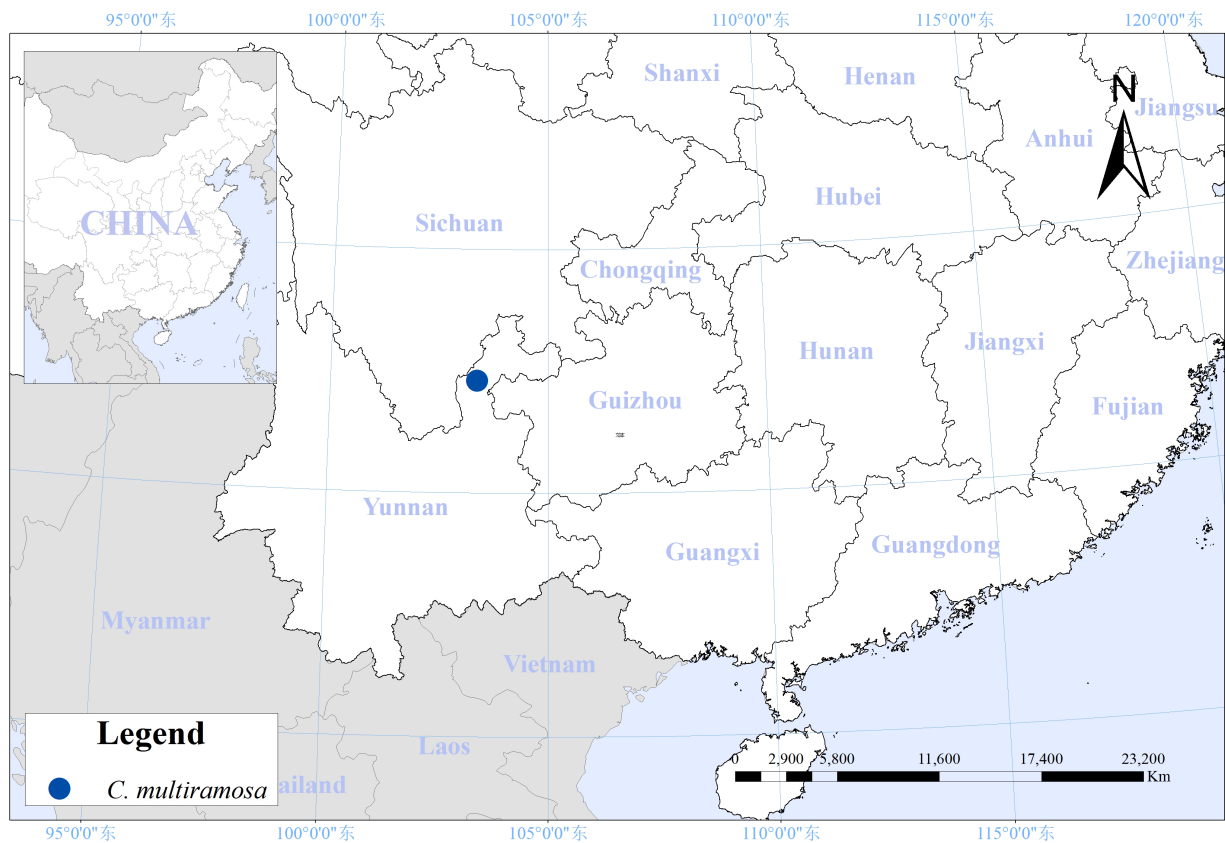 95°0'0"东
100°0'0"东
105°0'0"东
110°0'0"东
115°0'0"东
120°0'0"东
Shanxi
Henan
N
Jiangsu
Anhui
CHINA
Sichuan
Hubei
Chongqing
Zhejiang
Hunan
Jiangxi
Guizhou
Fujian
Yunnan
Guangxi
Guangdong
Myanmar
Vietnam
Laos
ailand
Legend
C. multiramosa
0 2,900 5,800 11,600 17,400 23,200
Km
95°0'0"东
100°0'0"东
105°0'0"东
110°0'0"东
115°0'0"东